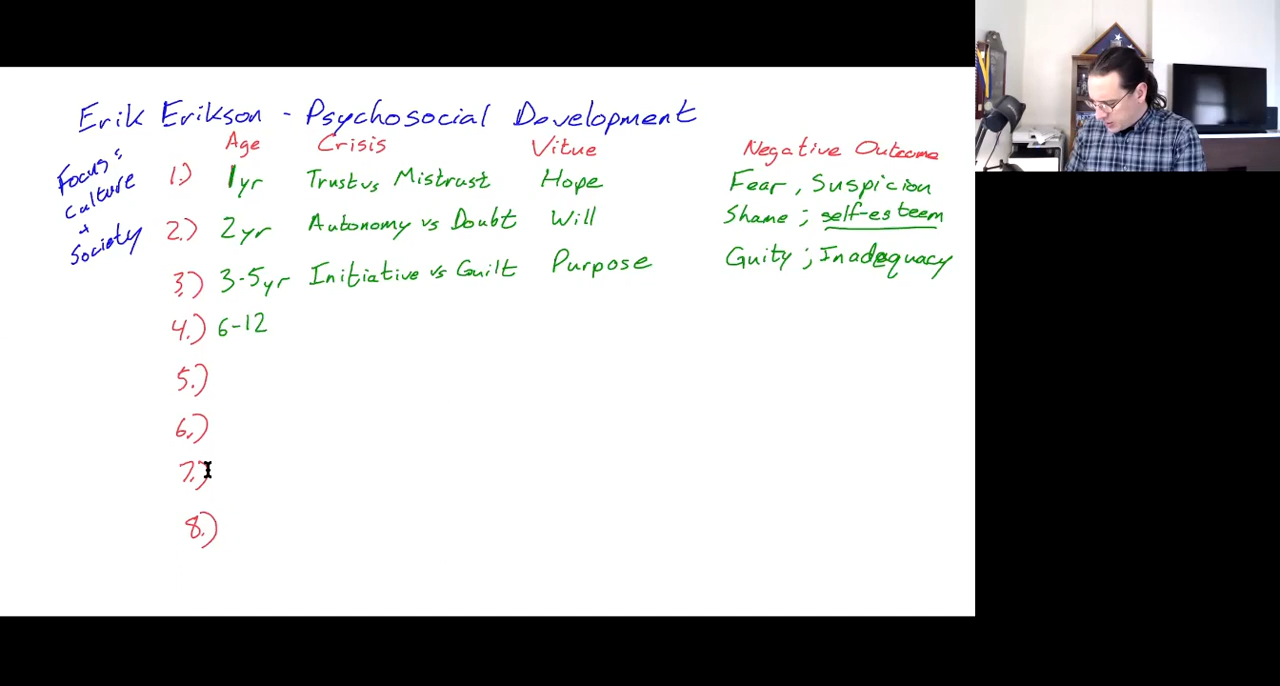 Erik Erikson - Psychosocial Development
Focus:
Culture
+
Society
Age Crisis Vitue Negative Outcome
1.) 1yr Trust vs Mistrust Hope Fear, Suspicion
2.) 2yr Autonomy vs Doubt Will Shame; self-esteem
3.) 3-5yr Initiative vs Guilt Purpose Guity; Inadequacy
4.) 6-12
5.)
6.)
7.)
8.)